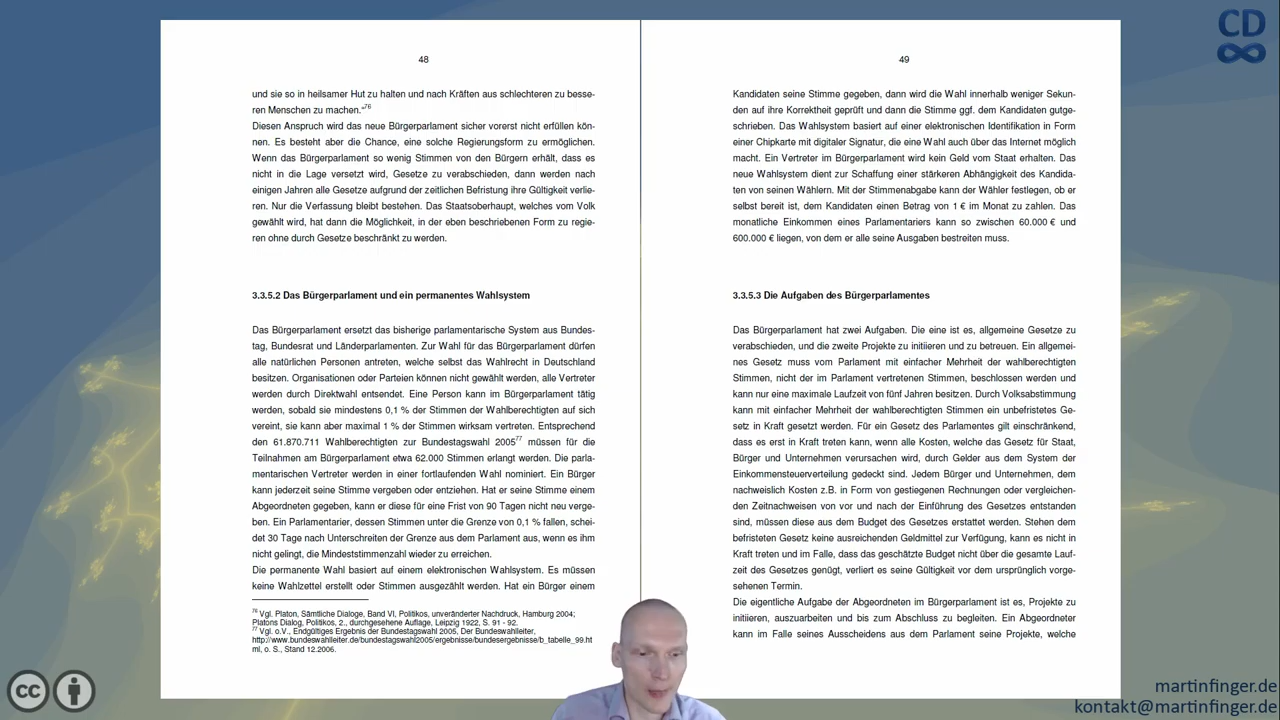 48
und sie so in heilsamer Hut zu halten und nach Kräften aus schlechteren zu besse-
ren Menschen zu machen.“76
Diesen Anspruch wird das neue Bürgerparlament sicher vorerst nicht erfüllen kön-
nen. Es besteht aber die Chance, eine solche Regierungsform zu ermöglichen.
Wenn das Bürgerparlament so wenig Stimmen von den Bürgern erhält, dass es
nicht in die Lage versetzt wird, Gesetze zu verabschieden, dann werden nach
einigen Jahren alle Gesetze aufgrund der zeitlichen Befristung ihre Gültigkeit verlie-
ren. Nur die Verfassung bleibt bestehen. Das Staatsoberhaupt, welches vom Volk
gewählt wird, hat dann die Möglichkeit, in der eben beschriebenen Form zu regie-
ren ohne durch Gesetze beschränkt zu werden.
3.3.5.2 Das Bürgerparlament und ein permanentes Wahlsystem
Das Bürgerparlament ersetzt das bisherige parlamentarische System aus Bundes-
tag, Bundesrat und Länderparlamenten. Zur Wahl für das Bürgerparlament dürfen
alle natürlichen Personen antreten, welche selbst das Wahlrecht in Deutschland
besitzen. Organisationen oder Parteien können nicht gewählt werden, alle Vertreter
werden durch Direktwahl entsendet. Eine Person kann im Bürgerparlament tätig
werden, sobald sie mindestens 0,1 % der Stimmen der Wahlberechtigten auf sich
vereint, sie kann aber maximal 1 % der Stimmen wirksam vertreten. Entsprechend
den 61.870.711 Wahlberechtigten zur Bundestagswahl 200577 müssen für die
Teilnahmen am Bürgerparlament etwa 62.000 Stimmen erlangt werden. Die parla-
mentarischen Vertreter werden in einer fortlaufenden Wahl nominiert. Ein Bürger
kann jederzeit seine Stimme vergeben oder entziehen. Hat er seine Stimme einem
Abgeordneten gegeben, kann er diese für eine Frist von 90 Tagen nicht neu verge-
ben. Ein Parlamentarier, dessen Stimmen unter die Grenze von 0,1 % fallen, schei-
det 30 Tage nach Unterschreiten der Grenze aus dem Parlament aus, wenn es ihm
nicht gelingt, die Mindeststimmenzahl wieder zu erreichen.
Die permanente Wahl basiert auf einem elektronischen Wahlsystem. Es müssen
keine Wahlzettel erstellt oder Stimmen ausgezählt werden. Hat ein Bürger einem
76 Vgl. Platon, Sämtliche Dialoge, Band VI, Politikos, unveränderter Nachdruck, Hamburg 2004;
Platons Dialog, Politikos, 2., durchgesehene Auflage, Leipzig 1922, S. 91 - 92.
77 Vgl. o.V., Endgültiges Ergebnis der Bundestagswahl 2005, Der Bundeswahlleiter,
http://www.bundeswahlleiter.de/bundestagswahl2005/ergebnisse/bundesergebnisse/b_tabelle_99.ht
ml, o. S., Stand 12.2006.
49
Kandidaten seine Stimme gegeben, dann wird die Wahl innerhalb weniger Sekun-
den auf ihre Korrektheit geprüft und dann die Stimme ggf. dem Kandidaten gutge-
schrieben. Das Wahlsystem basiert auf einer elektronischen Identifikation in Form
einer Chipkarte mit digitaler Signatur, die eine Wahl auch über das Internet möglich
macht. Ein Vertreter im Bürgerparlament wird kein Geld vom Staat erhalten. Das
neue Wahlsystem dient zur Schaffung einer stärkeren Abhängigkeit des Kandida-
ten von seinen Wählern. Mit der Stimmenabgabe kann der Wähler festlegen, ob er
selbst bereit ist, dem Kandidaten einen Betrag von 1 € im Monat zu zahlen. Das
monatliche Einkommen eines Parlamentariers kann so zwischen 60.000 € und
600.000 € liegen, von dem er alle seine Ausgaben bestreiten muss.
3.3.5.3 Die Aufgaben des Bürgerparlamentes
Das Bürgerparlament hat zwei Aufgaben. Die eine ist es, allgemeine Gesetze zu
verabschieden, und die zweite Projekte zu initiieren und zu betreuen. Ein allgemei-
nes Gesetz muss vom Parlament mit einfacher Mehrheit der wahlberechtigten
Stimmen, nicht der im Parlament vertretenen Stimmen, beschlossen werden und
kann nur eine maximale Laufzeit von fünf Jahren besitzen. Durch Volksabstimmung
kann mit einfacher Mehrheit der wahlberechtigten Stimmen ein unbefristetes Ge-
setz in Kraft gesetzt werden. Für ein Gesetz des Parlamentes gilt einschränkend,
dass es erst in Kraft treten kann, wenn alle Kosten, welche das Gesetz für Staat,
Bürger und Unternehmen verursachen wird, durch Gelder aus dem System der
Einkommensteuerverteilung gedeckt sind. Jedem Bürger und Unternehmen, dem
nachweislich Kosten z.B. in Form von gestiegenen Rechnungen oder vergleichen-
den Zeitnachweisen von vor und nach der Einführung des Gesetzes entstanden
sind, müssen diese aus dem Budget des Gesetzes erstattet werden. Stehen dem
befristeten Gesetz keine ausreichenden Geldmittel zur Verfügung, kann es nicht in
Kraft treten und im Falle, dass das geschätzte Budget nicht über die gesamte Lauf-
zeit des Gesetzes genügt, verliert es seine Gültigkeit vor dem ursprünglich vorge-
sehenen Termin.
Die eigentliche Aufgabe der Abgeordneten im Bürgerparlament ist es, Projekte zu
initiieren, auszuarbeiten und bis zum Abschluss zu begleiten. Ein Abgeordneter
kann im Falle seines Ausscheidens aus dem Parlament seine Projekte, welche
CD
cc
martinfinger.de
kontakt@martinfinger.de